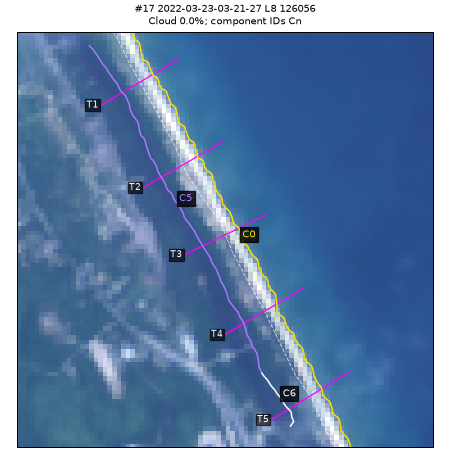 #17 2022-03-23-03-21-27 L8 126056
Cloud 0.0%; component IDs Cn
T1
T2
C5
C0
T3
T4
C6
T5